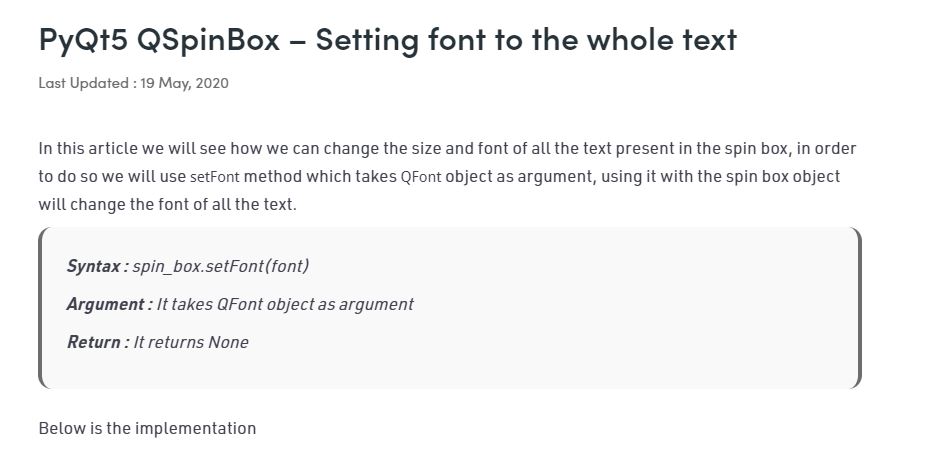 PyQt5 QSpinBox – Setting font to the whole text
Last Updated : 19 May, 2020
In this article we will see how we can change the size and font of all the text present in the spin box, in order
to do so we will use setFont method which takes QFont object as argument, using it with the spin box object
will change the font of all the text.
Syntax : spin_box.setFont(font)
Argument : It takes QFont object as argument
Return : It returns None
Below is the implementation